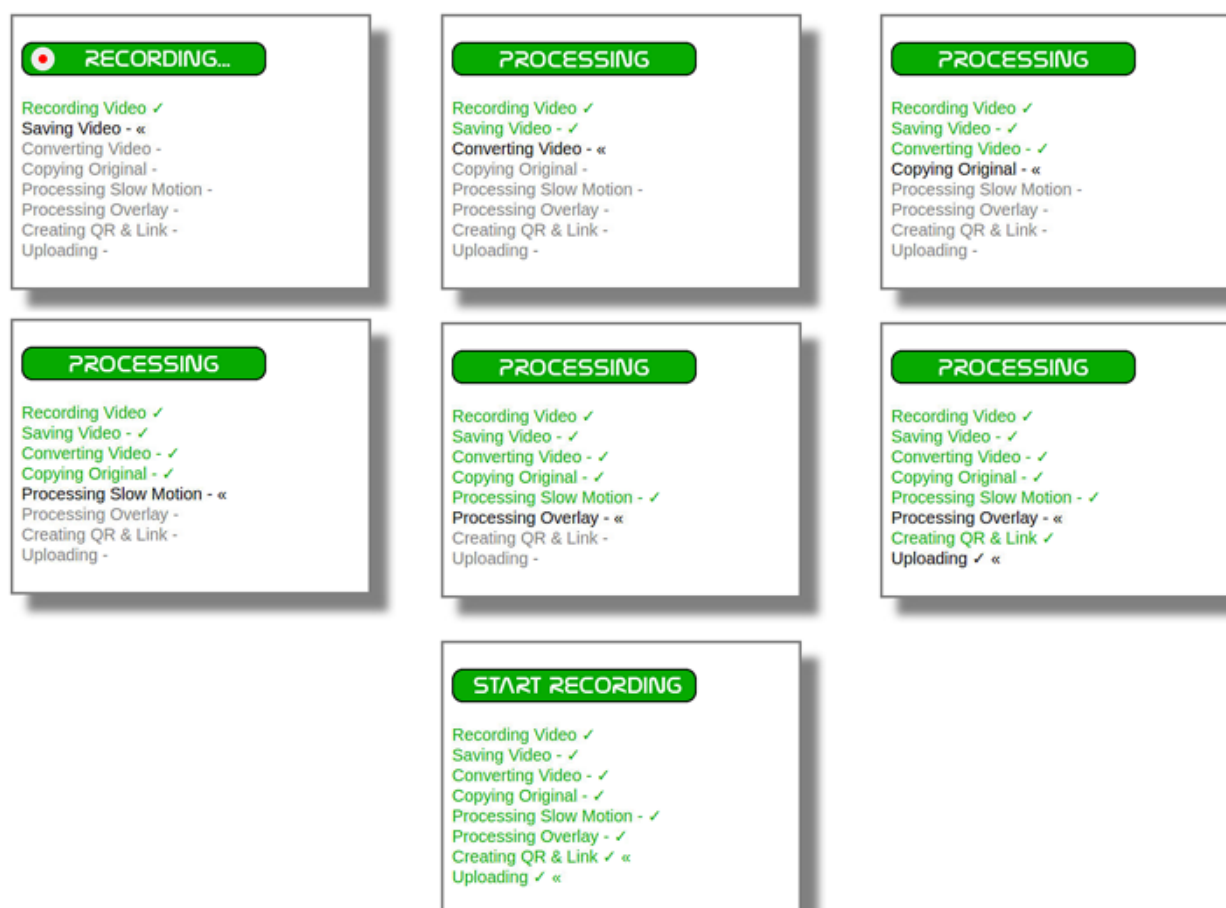 RECORDING...
Recording Video ✓
Saving Video - «
Converting Video -
Copying Original -
Processing Slow Motion -
Processing Overlay -
Creating QR & Link -
Uploading -
PROCESSING
Recording Video ✓
Saving Video - ✓
Converting Video - «
Copying Original -
Processing Slow Motion -
Processing Overlay -
Creating QR & Link -
Uploading -
PROCESSING
Recording Video ✓
Saving Video - ✓
Converting Video - ✓
Copying Original - «
Processing Slow Motion -
Processing Overlay -
Creating QR & Link -
Uploading -
PROCESSING
Recording Video ✓
Saving Video - ✓
Converting Video - ✓
Copying Original - ✓
Processing Slow Motion - «
Processing Overlay -
Creating QR & Link -
Uploading -
PROCESSING
Recording Video ✓
Saving Video - ✓
Converting Video - ✓
Copying Original - ✓
Processing Slow Motion - ✓
Processing Overlay - «
Creating QR & Link -
Uploading -
PROCESSING
Recording Video ✓
Saving Video - ✓
Converting Video - ✓
Copying Original - ✓
Processing Slow Motion - ✓
Processing Overlay - «
Creating QR & Link ✓
Uploading ✓ «
START RECORDING
Recording Video ✓
Saving Video - ✓
Converting Video - ✓
Copying Original - ✓
Processing Slow Motion - ✓
Processing Overlay - ✓
Creating QR & Link ✓ «
Uploading ✓ «